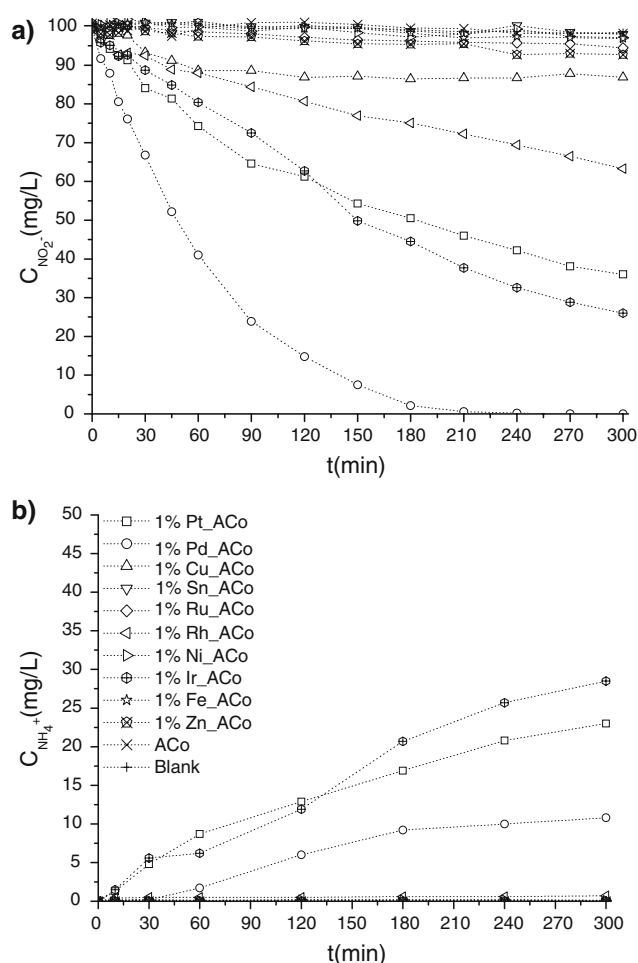 a)
100
90
80
70
60
50
40
30
20
10
0
C_NO₂- (mg/L)
0 30 60 90 120 150 180 210 240 270 300
t(min)
b)
50
45
40
35
30
25
20
15
10
5
0
C_NH₄+ (mg/L)
1% Pt_ACo
1% Pd_ACo
1% Cu_ACo
1% Sn_ACo
1% Ru_ACo
1% Rh_ACo
1% Ni_ACo
1% Ir_ACo
1% Fe_ACo
1% Zn_ACo
ACo
Blank
0 30 60 90 120 150 180 210 240 270 300
t(min)